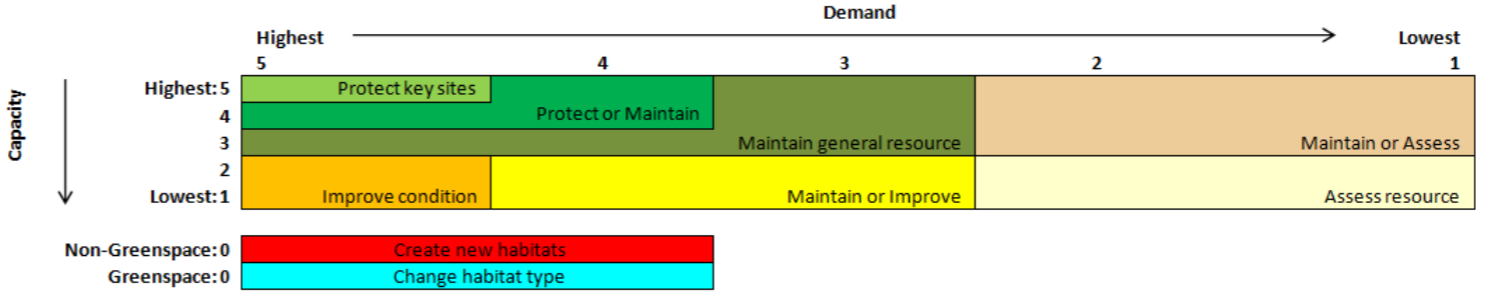 Demand
Highest Lowest
5 4 3 2 1
Capacity
Highest: 5 Protect key sites
4 Protect or Maintain
3 Maintain general resource Maintain or Assess
2
Lowest: 1 Improve condition Maintain or Improve Assess resource
Non-Greenspace: 0 Create new habitats
Greenspace: 0 Change habitat type